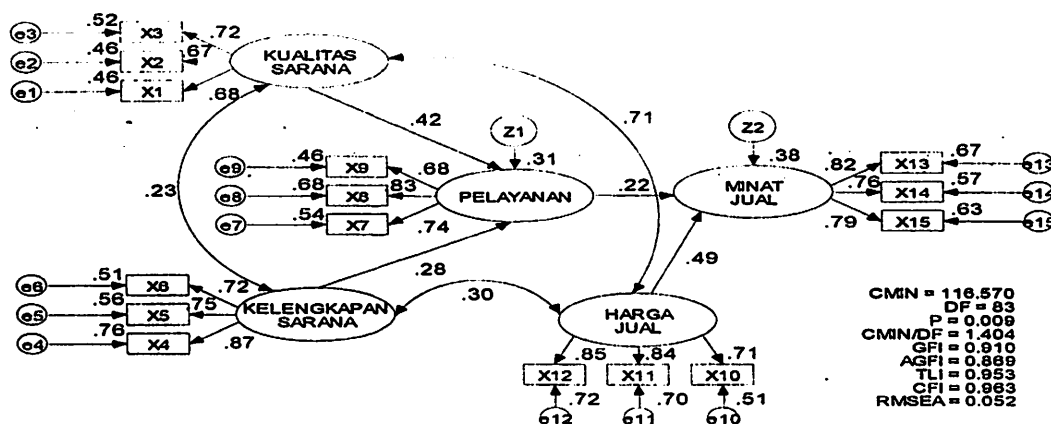 e3 .52 X3 .72
e2 .46 X2 .67
e1 .46 X1 .68
KUALITAS
SARANA
.42
.71
.23
Z1
.31
Z2
.38
e9 .46 X9 .68
e8 .68 X8 .83
e7 .54 X7 .74
PELAYANAN
.22
MINAT
JUAL
.82 X13 .67 e13
.76 X14 .57 e14
.79 X15 .63 e15
.28
.49
.30
e6 .51 X6 .72
e5 .56 X5 .75
e4 .76 X4 .87
KELENGKAPAN
SARANA
HARGA
JUAL
.85 .84 .71
X12 X11 X10
.72 .70 .51
e12 e11 e10
CMIN = 116.570
DF = 83
P = 0.009
CMIN/DF = 1.404
GFI = 0.910
AGFI = 0.869
TLI = 0.953
CFI = 0.963
RMSEA = 0.052